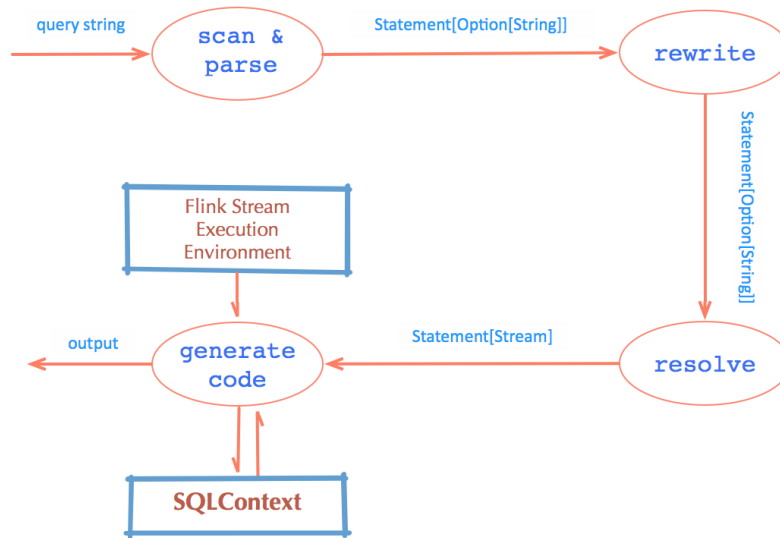 query string
scan &
parse
Statement[Option[String]]
rewrite
Statement[Option[String]]
Flink Stream
Execution
Environment
output
generate
code
Statement[Stream]
resolve
SQLContext